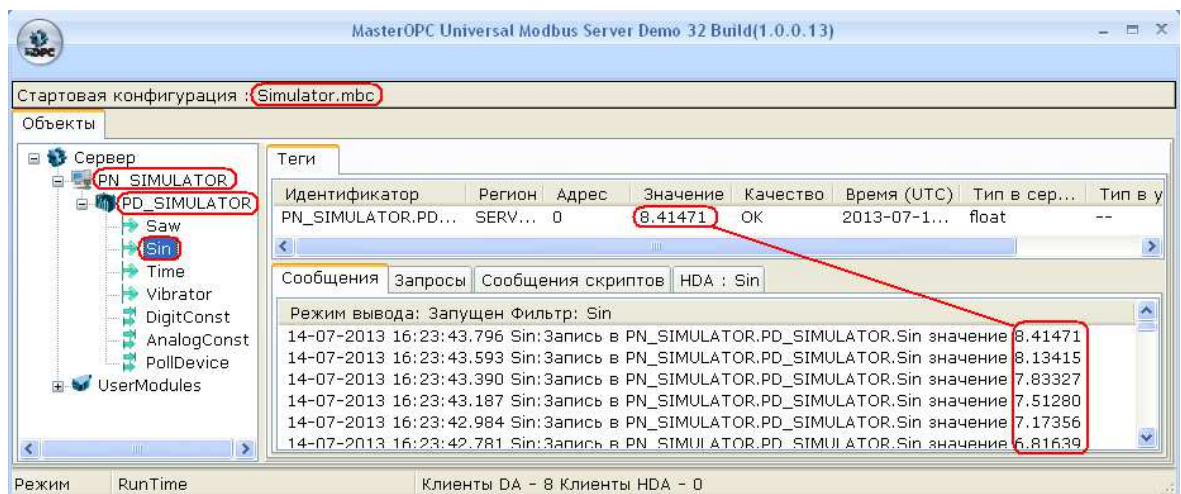 MasterOPC Universal Modbus Server Demo 32 Build(1.0.0.13)
Стартовая конфигурация : Simulator.mbc
Объекты
Сервер
PN_SIMULATOR
PD_SIMULATOR
Saw
Sin
Time
Vibrator
DigitConst
AnalogConst
PollDevice
UserModules
Теги
Идентификатор Регион Адрес Значение Качество Время (UTC) Тип в сер... Тип в у
PN_SIMULATOR.PD... SERV... 0 8.41471 OK 2013-07-1... float --
Сообщения Запросы Сообщения скриптов HDA : Sin
Режим вывода: Запущен Фильтр: Sin
14-07-2013 16:23:43.796 Sin:Запись в PN_SIMULATOR.PD_SIMULATOR.Sin значение 8.41471
14-07-2013 16:23:43.593 Sin:Запись в PN_SIMULATOR.PD_SIMULATOR.Sin значение 8.13415
14-07-2013 16:23:43.390 Sin:Запись в PN_SIMULATOR.PD_SIMULATOR.Sin значение 7.83327
14-07-2013 16:23:43.187 Sin:Запись в PN_SIMULATOR.PD_SIMULATOR.Sin значение 7.51280
14-07-2013 16:23:42.984 Sin:Запись в PN_SIMULATOR.PD_SIMULATOR.Sin значение 7.17356
14-07-2013 16:23:42.781 Sin:Запись в PN_SIMULATOR.PD_SIMULATOR.Sin значение 6.81639
Режим RunTime Клиенты DA - 8 Клиенты HDA - 0